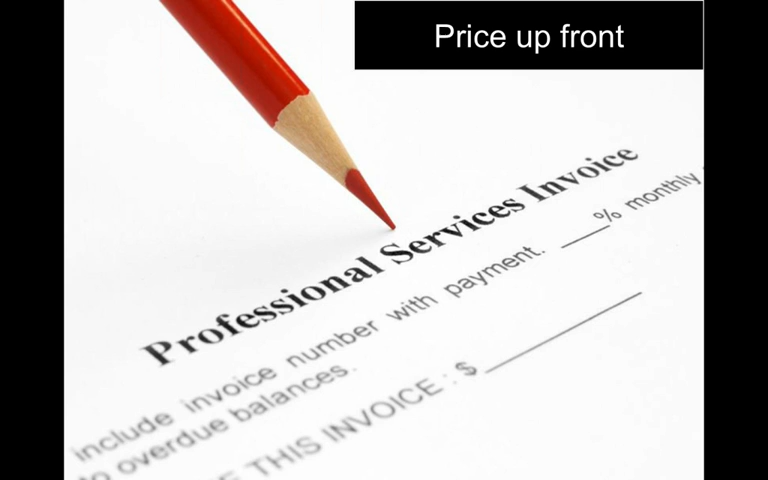 Price up front
Professional Services Invoice
include invoice number with payment. ___% monthly
to overdue balances.
THIS INVOICE : $